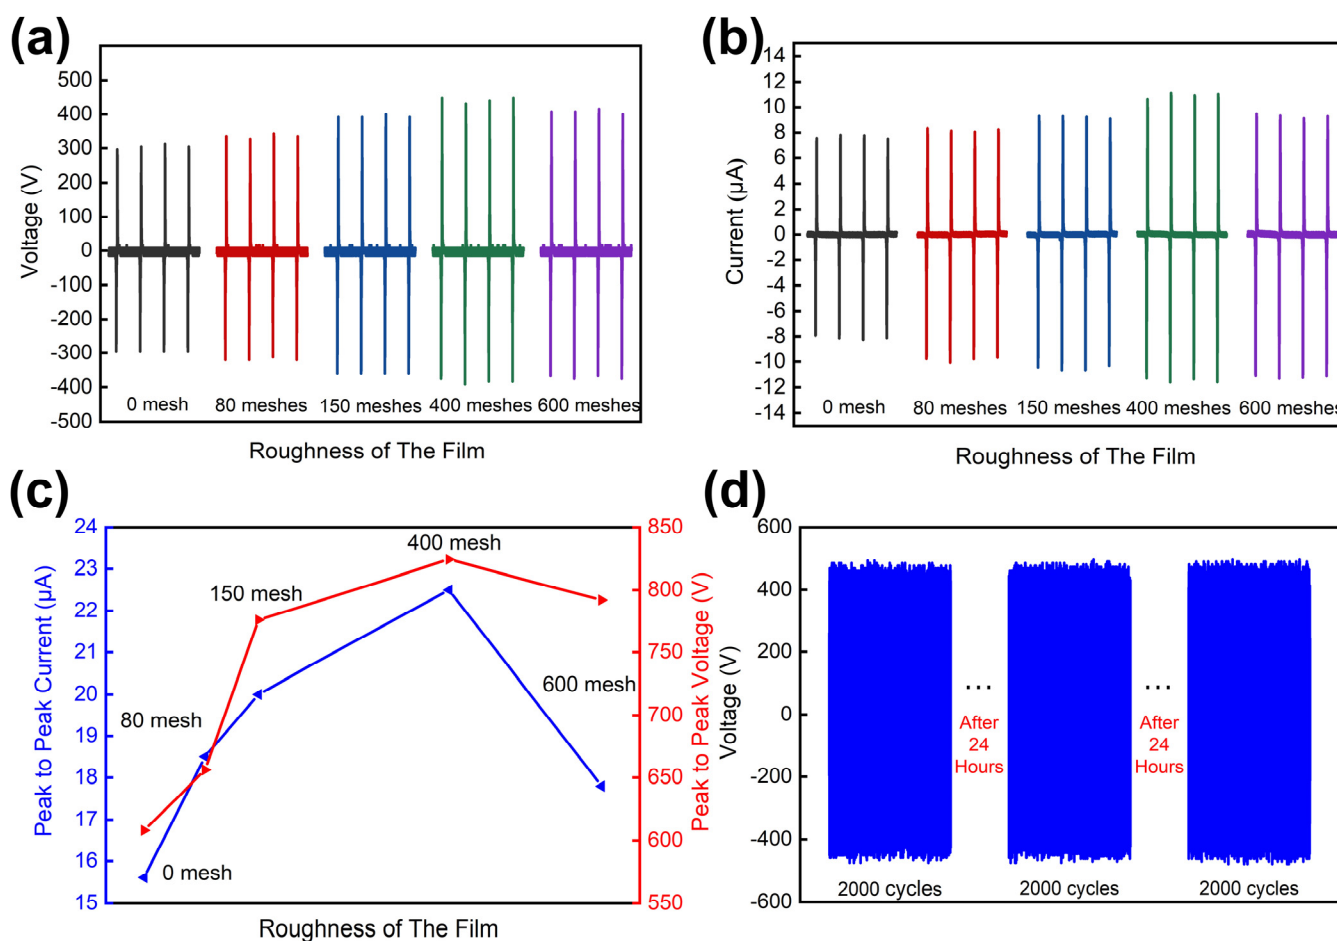 (a)
500
400
300
200
100
0
-100
-200
-300
-400
-500
Voltage (V)
0 mesh
80 meshes
150 meshes
400 meshes
600 meshes
Roughness of The Film
(b)
14
12
10
8
6
4
2
0
-2
-4
-6
-8
-10
-12
-14
Current (µA)
0 mesh
80 meshes
150 meshes
400 meshes
600 meshes
Roughness of The Film
(c)
24
23
22
21
20
19
18
17
16
15
Peak to Peak Current (µA)
850
800
750
700
650
600
550
Peak to Peak Voltage (V)
400 mesh
150 mesh
600 mesh
80 mesh
0 mesh
Roughness of The Film
(d)
600
400
200
0
-200
-400
-600
Voltage (V)
...
After
24
Hours
...
After
24
Hours
2000 cycles
2000 cycles
2000 cycles